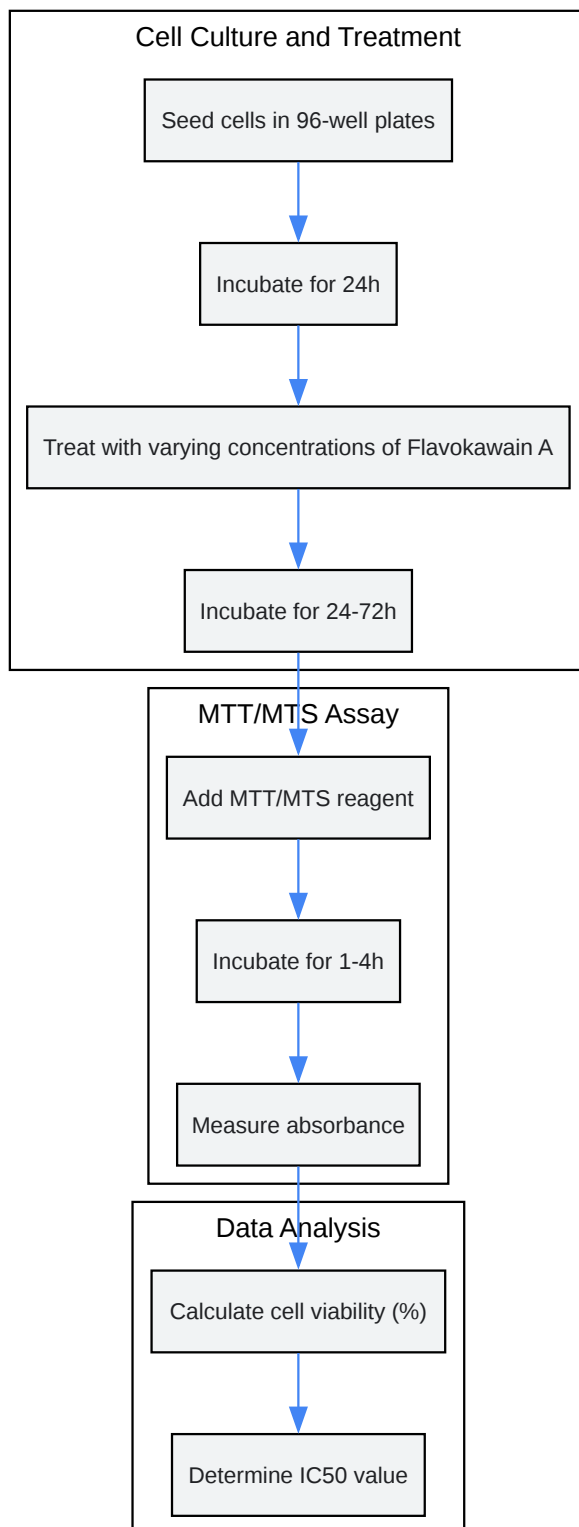 Cell Culture and Treatment
Seed cells in 96-well plates
Incubate for 24h
Treat with varying concentrations of Flavokawain A
Incubate for 24-72h
MTT/MTS Assay
Add MTT/MTS reagent
Incubate for 1-4h
Measure absorbance
Data Analysis
Calculate cell viability (%)
Determine IC50 value